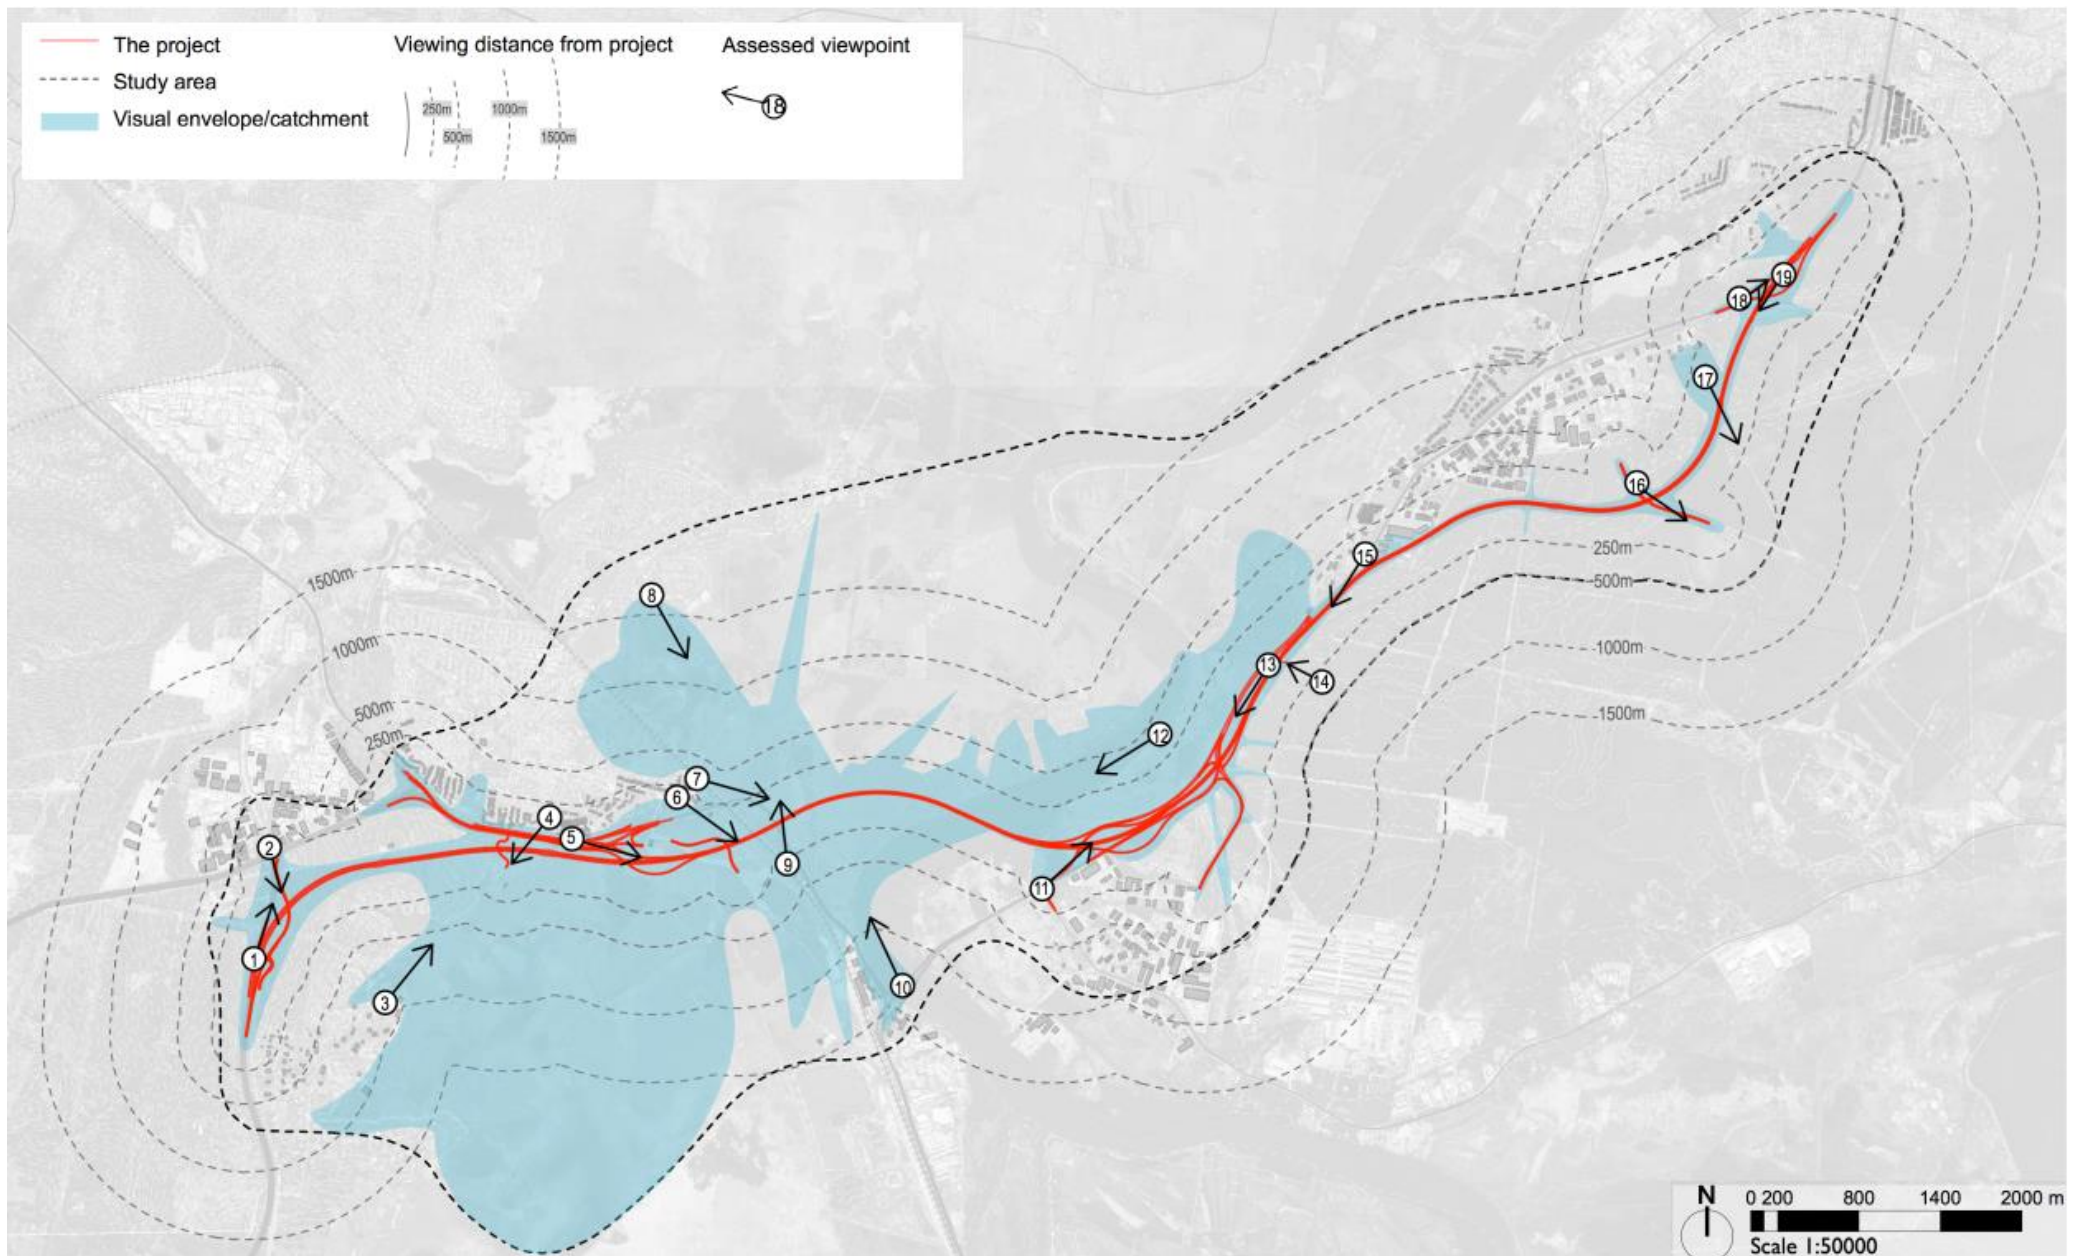 The project
Study area
Visual envelope/catchment
Viewing distance from project
250m
500m
1000m
1500m
Assessed viewpoint
18
19
18
17
16
250m
500m
1000m
1500m
15
14
13
12
11
10
9
8
7
6
5
4
3
2
1
1500m
1000m
500m
250m
N
0 200 800 1400 2000 m
Scale 1:50000